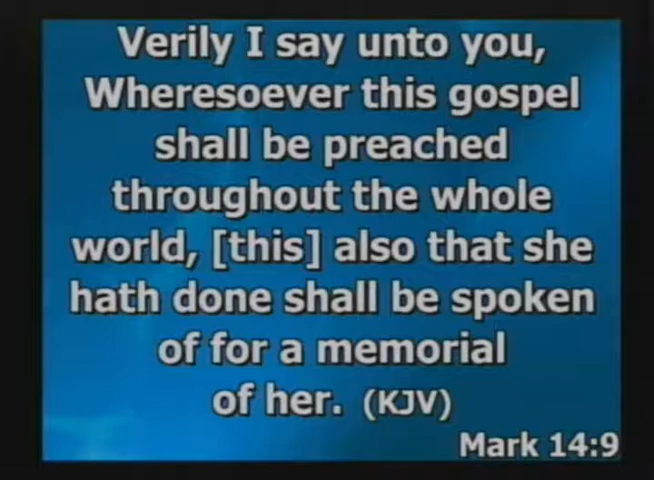 Verily I say unto you,
Wheresoever this gospel
shall be preached
throughout the whole
world, [this] also that she
hath done shall be spoken
of for a memorial
of her. (KJV)
Mark 14:9